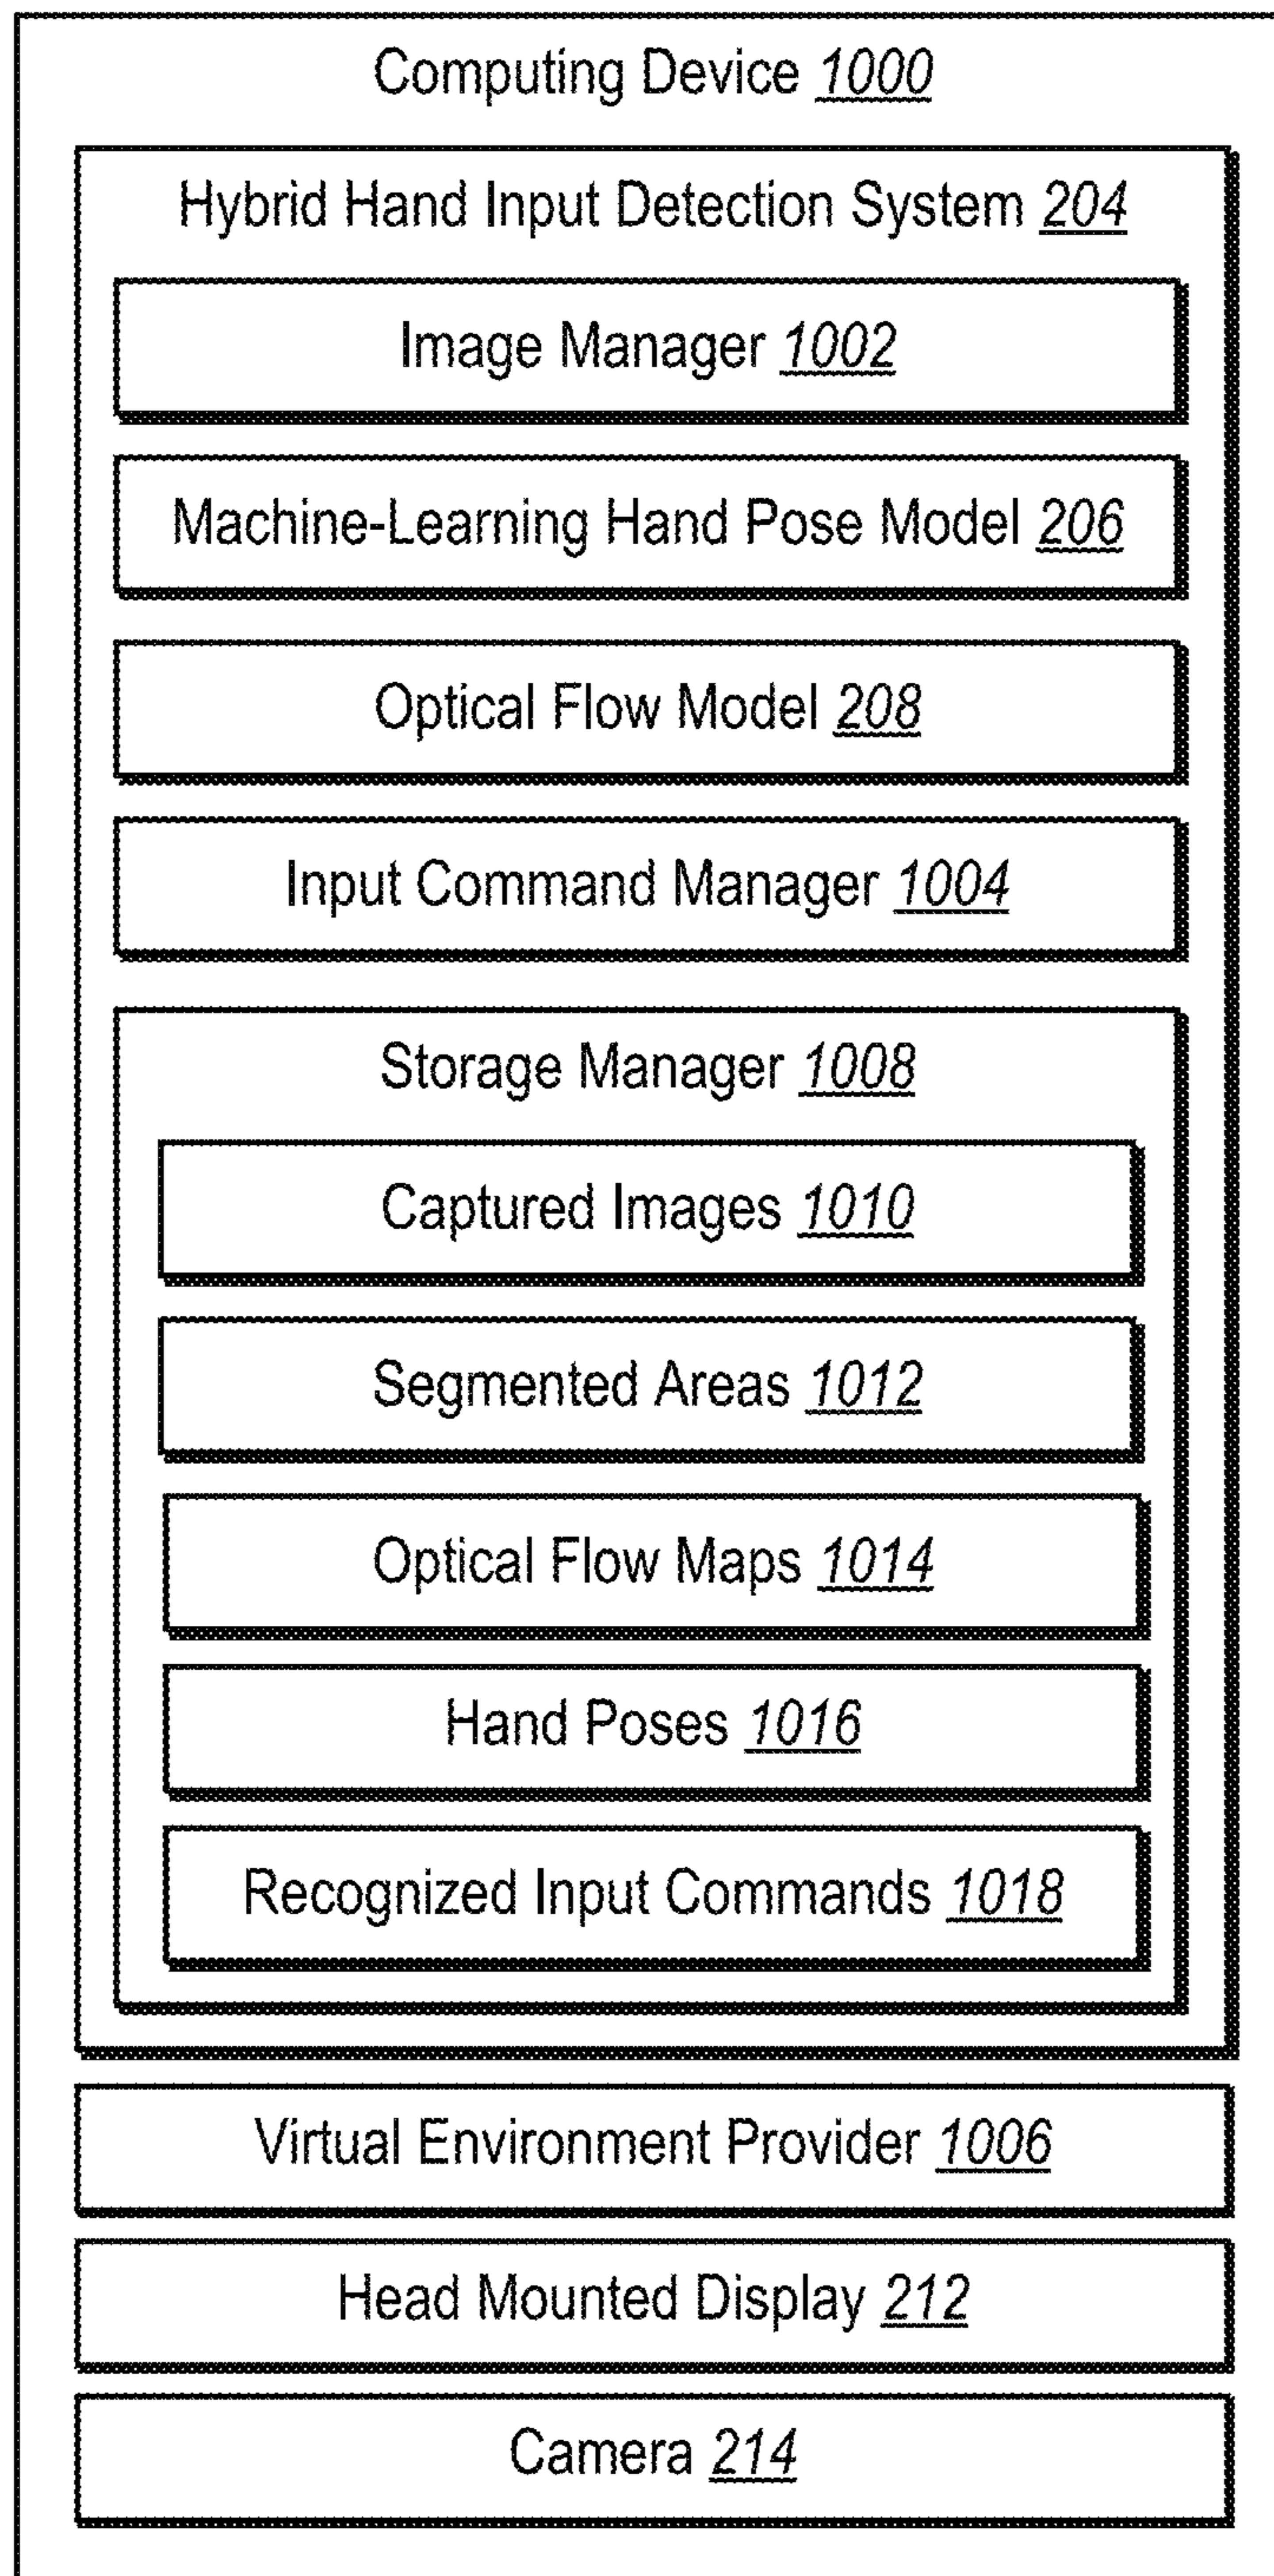 Computing Device 1000
Hybrid Hand Input Detection System 204
Image Manager 1002
Machine-Learning Hand Pose Model 206
Optical Flow Model 208
Input Command Manager 1004
Storage Manager 1008
Captured Images 1010
Segmented Areas 1012
Optical Flow Maps 1014
Hand Poses 1016
Recognized Input Commands 1018
Virtual Environment Provider 1006
Head Mounted Display 212
Camera 214